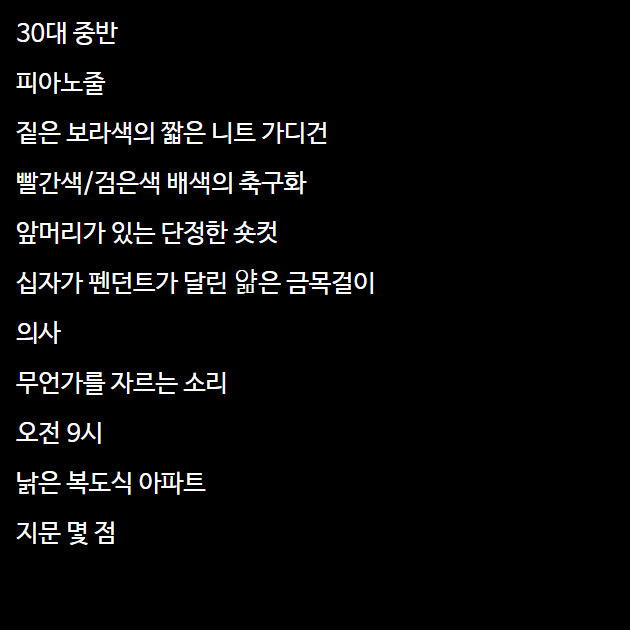 30대 중반
피아노줄
짙은 보라색의 짧은 니트 가디건
빨간색/검은색 배색의 축구화
앞머리가 있는 단정한 숏컷
십자가 펜던트가 달린 얇은 금목걸이
의사
무언가를 자르는 소리
오전 9시
낡은 복도식 아파트
지문 몇 점